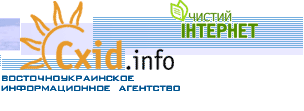 ЧИСТИЙ
ІНТЕРНЕТ
Cxid.info
ВОСТОЧНОУКРАИНСКОЕ
ИНФОРМАЦИОННОЕ АГЕНТСТВО